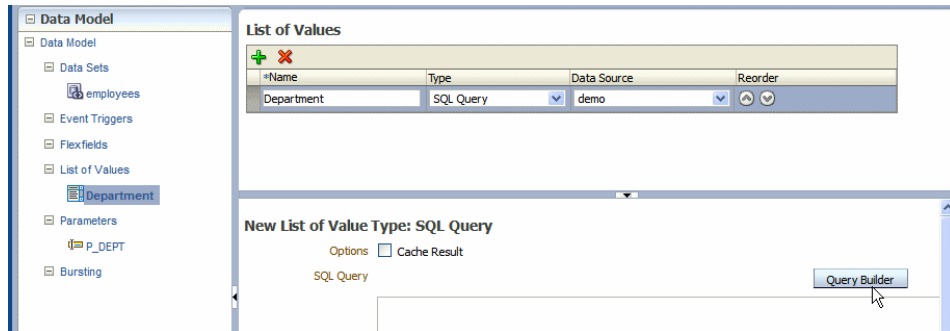 Data Model
Data Model
Data Sets
employees
Event Triggers
Flexfields
List of Values
Department
Parameters
P_DEPT
Bursting
List of Values
*Name Type Data Source Reorder
Department SQL Query demo
New List of Value Type: SQL Query
Options Cache Result
SQL Query Query Builder